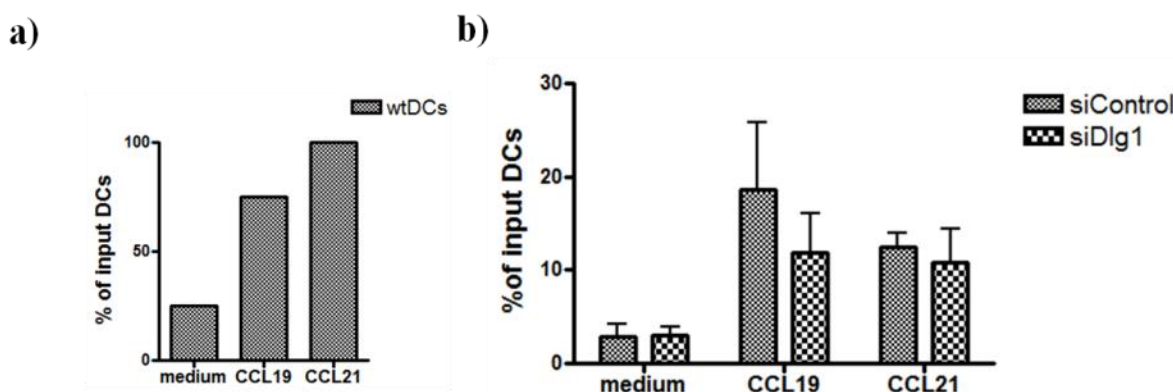 a)
wtDCs
% of input DCs
100
50
0
medium CCL19 CCL21
b)
siControl
siDlg1
%of input DCs
30
20
10
0
medium CCL19 CCL21